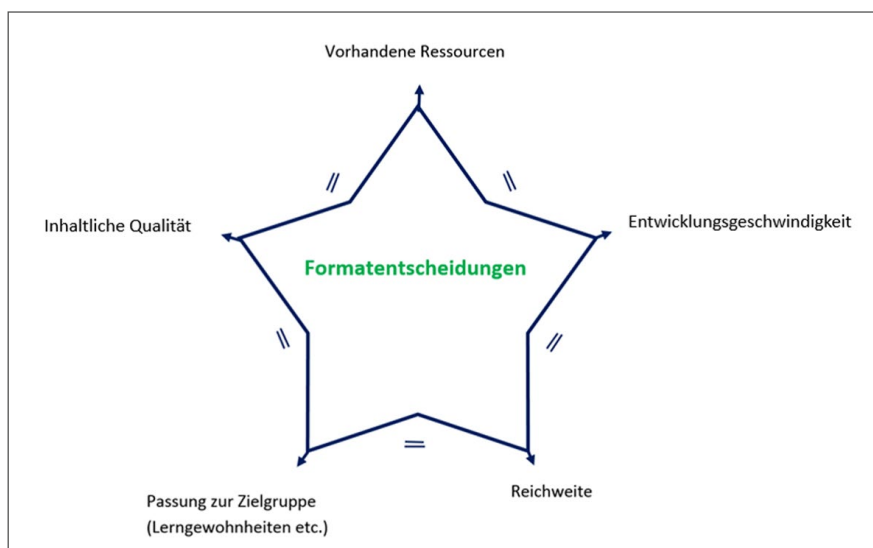 Vorhandene Ressourcen
Inhaltliche Qualität
Entwicklungsgeschwindigkeit
Formatentscheidungen
Passung zur Zielgruppe
(Lerngewohnheiten etc.)
Reichweite